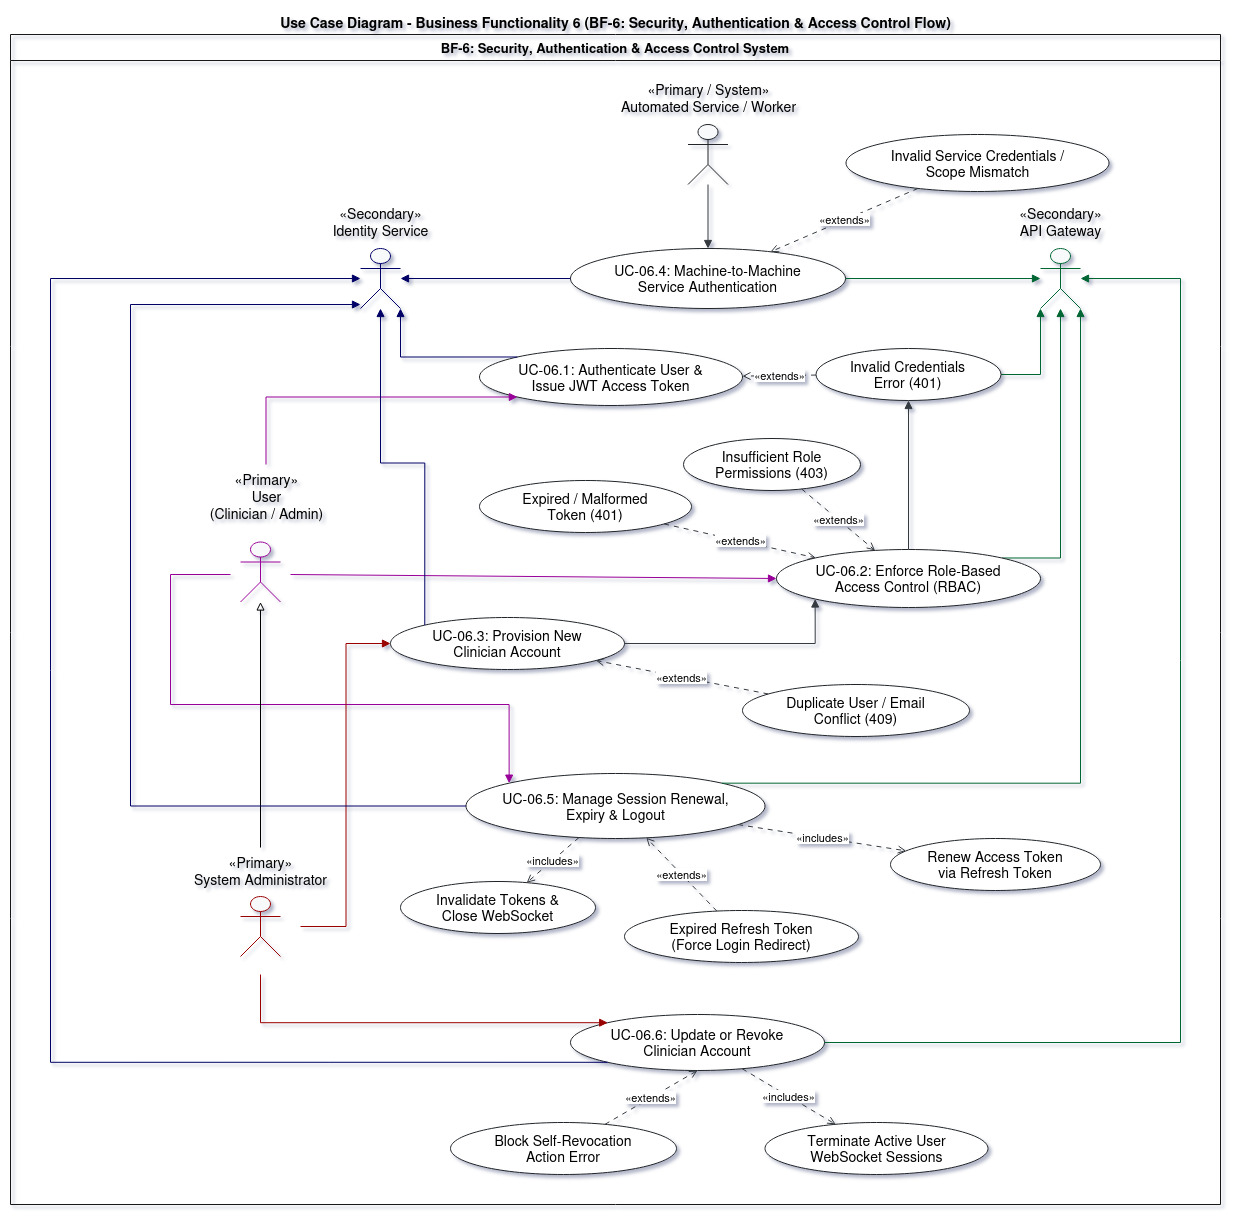 Use Case Diagram - Business Functionality 6 (BF-6: Security, Authentication & Access Control Flow)
BF-6: Security, Authentication & Access Control System
«Primary / System»
Automated Service / Worker
Invalid Service Credentials /
Scope Mismatch
«extends»
«Secondary»
Identity Service
«Secondary»
API Gateway
UC-06.4: Machine-to-Machine
Service Authentication
UC-06.1: Authenticate User &
Issue JWT Access Token
«extends»
Invalid Credentials
Error (401)
Insufficient Role
Permissions (403)
«Primary»
User
(Clinician / Admin)
Expired / Malformed
Token (401)
«extends»
«extends»
UC-06.2: Enforce Role-Based
Access Control (RBAC)
UC-06.3: Provision New
Clinician Account
«extends»
Duplicate User / Email
Conflict (409)
UC-06.5: Manage Session Renewal,
Expiry & Logout
«includes»
«includes»
«extends»
Renew Access Token
via Refresh Token
«Primary»
System Administrator
Invalidate Tokens &
Close WebSocket
Expired Refresh Token
(Force Login Redirect)
UC-06.6: Update or Revoke
Clinician Account
«extends»
«includes»
Block Self-Revocation
Action Error
Terminate Active User
WebSocket Sessions